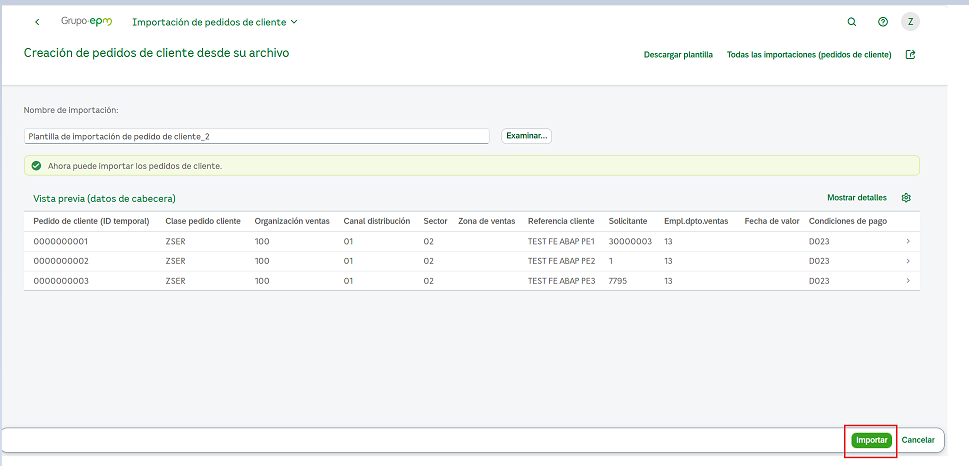 Grupo·epm Importación de pedidos de cliente Z
Creación de pedidos de cliente desde su archivo Descargar plantilla Todas las importaciones (pedidos de cliente)
Nombre de importación:
Plantilla de importación de pedido de cliente_2 Examinar...
Ahora puede importar los pedidos de cliente.
Vista previa (datos de cabecera) Mostrar detalles
Pedido de cliente (ID temporal) Clase pedido cliente Organización ventas Canal distribución Sector Zona de ventas Referencia cliente Solicitante Empl.dpto.ventas Fecha de valor Condiciones de pago
0000000001 ZSER 100 01 02 TEST FE ABAP PE1 30000003 13 D023
0000000002 ZSER 100 01 02 TEST FE ABAP PE2 1 13 D023
0000000003 ZSER 100 01 02 TEST FE ABAP PE3 7795 13 D023
Importar Cancelar